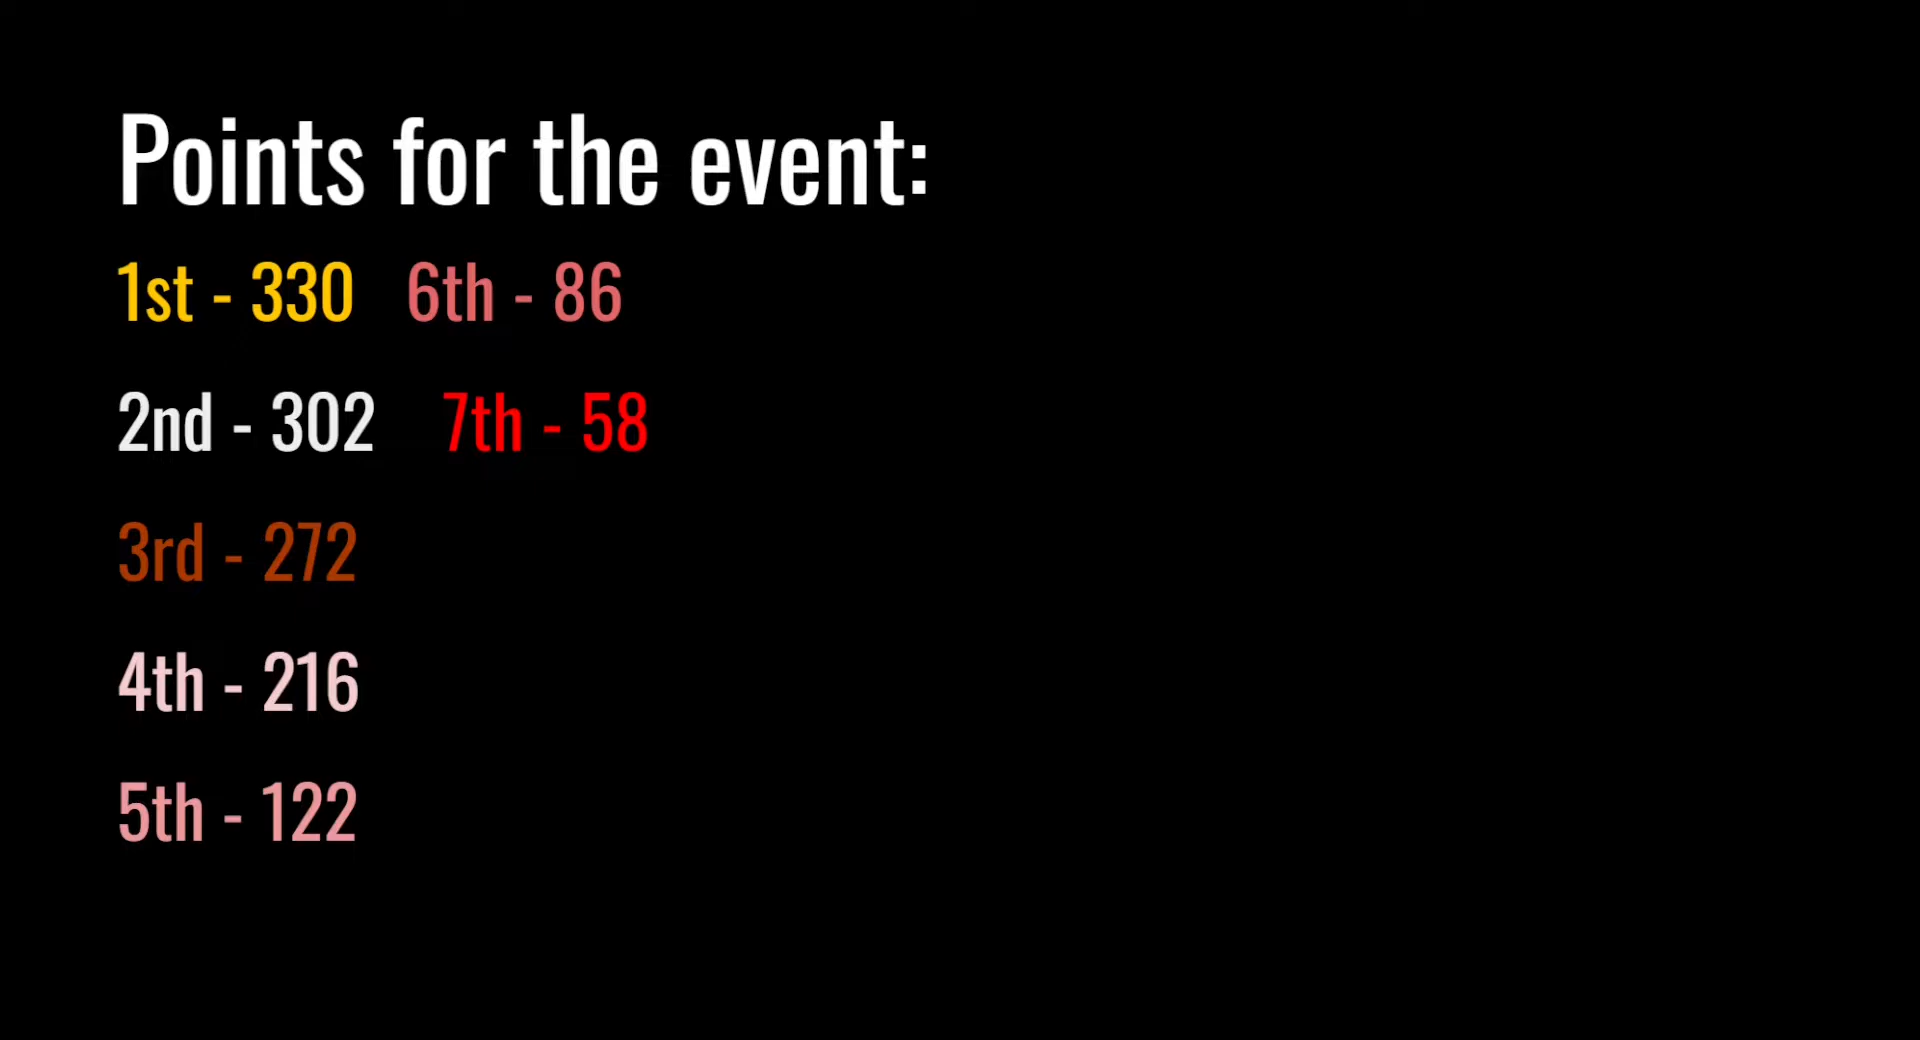 Points for the event:
1st - 330 6th - 86
2nd - 302 7th - 58
3rd - 272
4th - 216
5th - 122